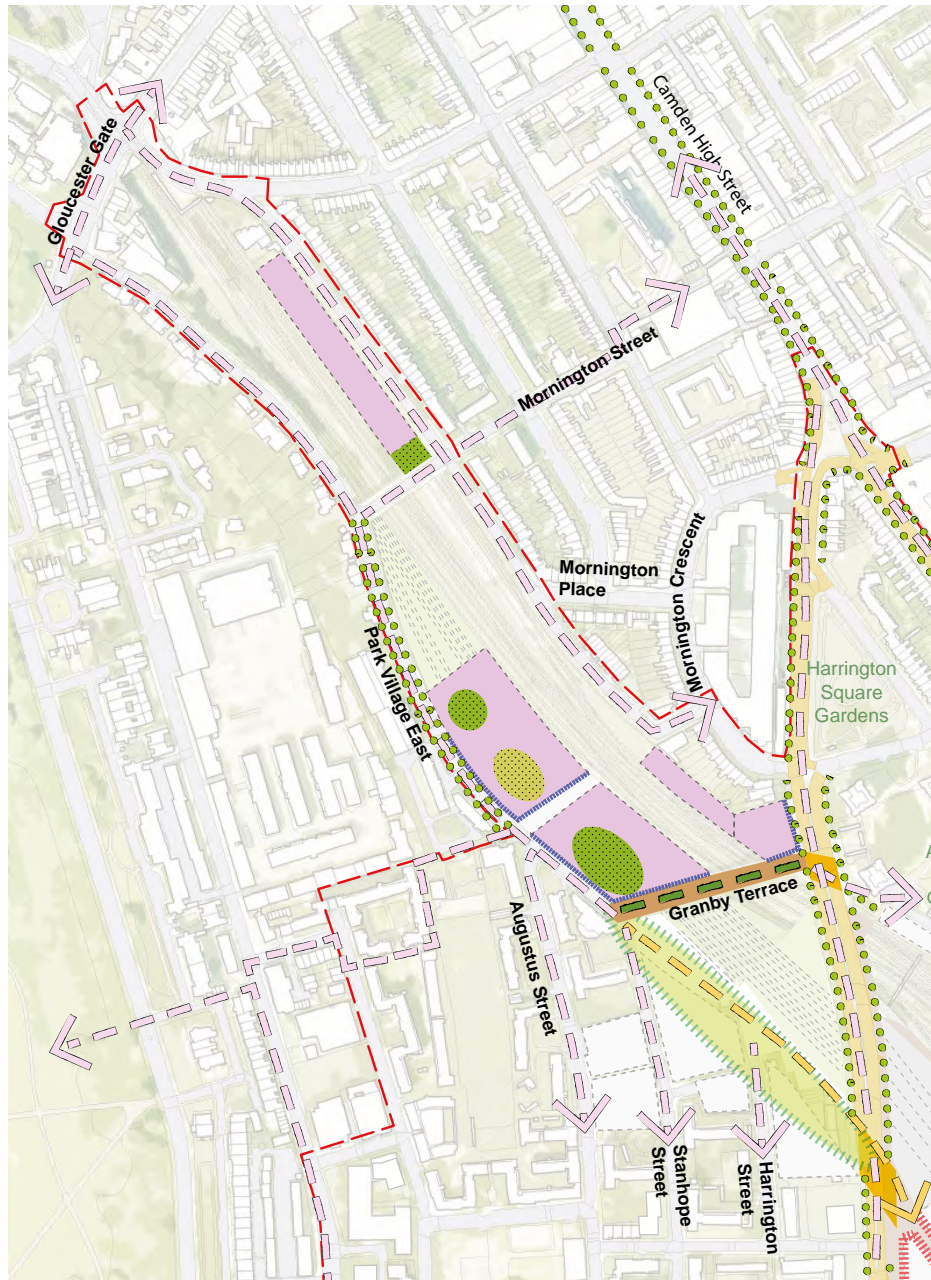 Camden High Street
Gloucester Gate
Mornington Street
Mornington
Place
Mornington Crescent
Park Village East
Harrington
Square
Gardens
A
Granby Terrace
Augustus Street
Stanhope
Street
Harrington
Street